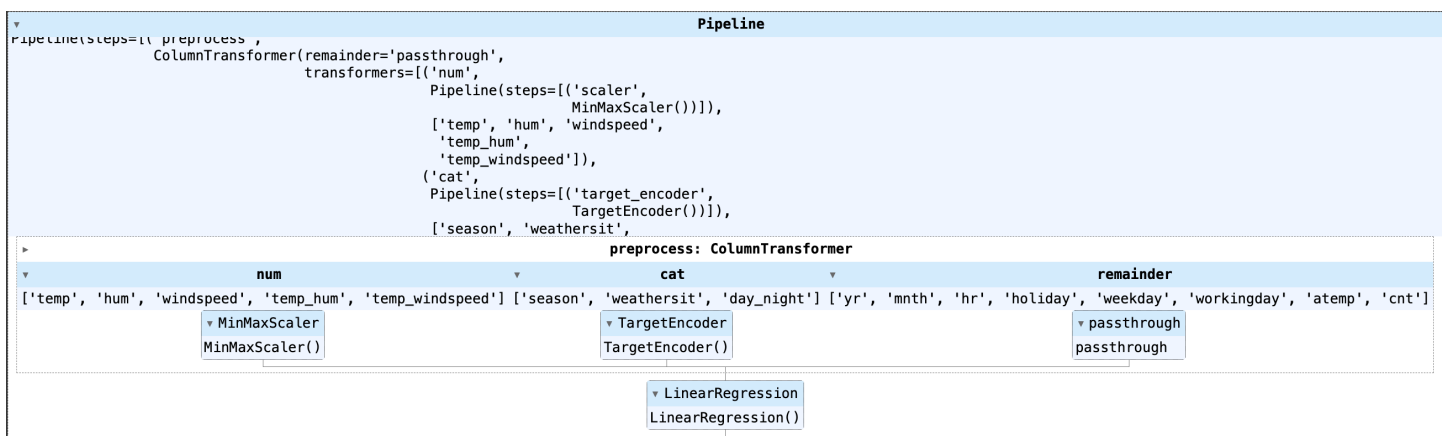 Pipeline
Pipeline(steps=[('preprocess',
ColumnTransformer(remainder='passthrough',
transformers=[('num',
Pipeline(steps=[('scaler',
MinMaxScaler())]),
['temp', 'hum', 'windspeed',
'temp_hum',
'temp_windspeed']),
('cat',
Pipeline(steps=[('target_encoder',
TargetEncoder())]),
['season', 'weathersit',
preprocess: ColumnTransformer
num cat remainder
['temp', 'hum', 'windspeed', 'temp_hum', 'temp_windspeed'] ['season', 'weathersit', 'day_night'] ['yr', 'mnth', 'hr', 'holiday', 'weekday', 'workingday', 'atemp', 'cnt']
MinMaxScaler TargetEncoder passthrough
MinMaxScaler() TargetEncoder() passthrough
LinearRegression
LinearRegression()